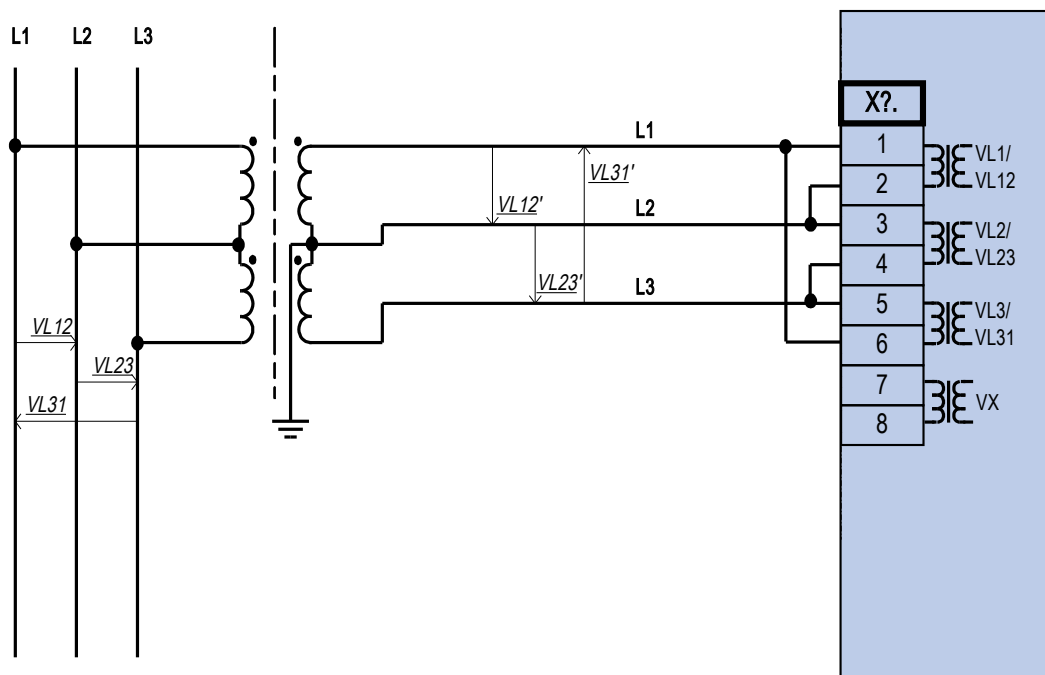 L1 L2 L3
X?.
L1
1
VL1/
VL12
VL31'
2
VL12'
L2
3
VL2/
VL23
4
VL23'
L3
5
VL3/
VL31
VL12
6
VL23
7
VL31
VX
8